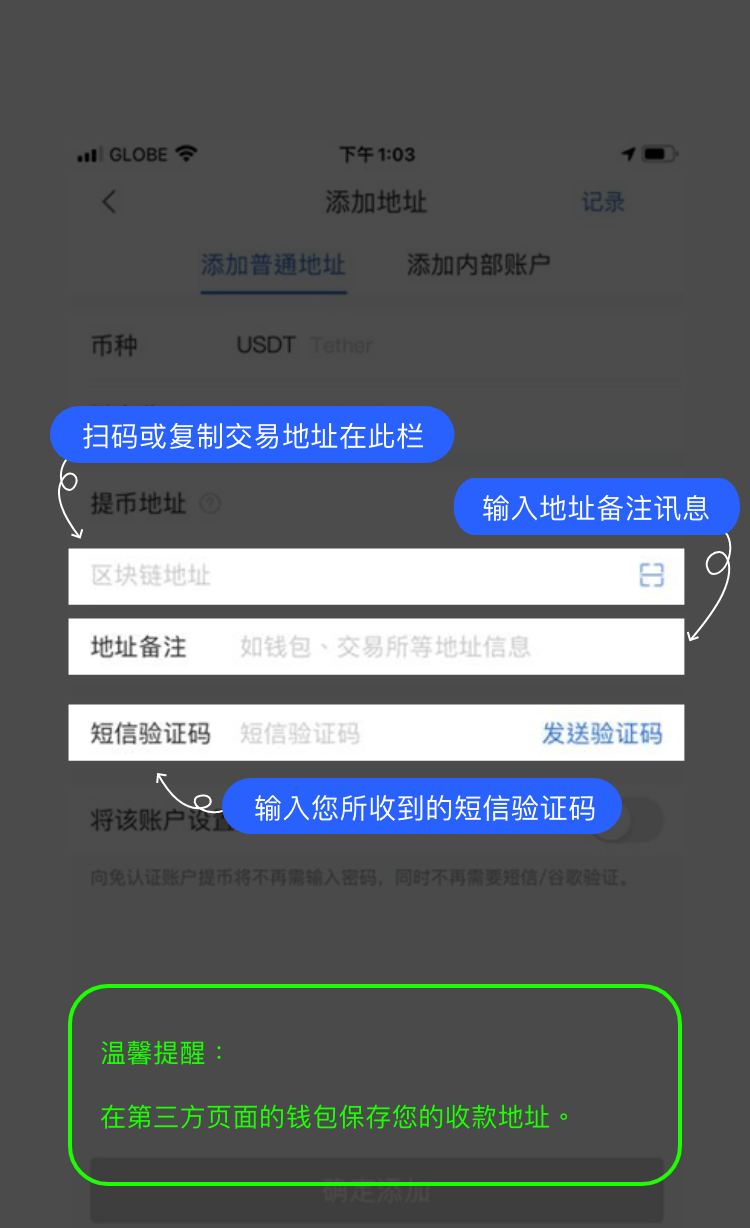 GLOBE 下午1:03
添加地址 记录
添加普通地址 添加内部账户
币种 USDT Tether
扫码或复制交易地址在此栏
提币地址 ?
输入地址备注讯息
区块链地址
地址备注 如钱包、交易所等地址信息
短信验证码 短信验证码 发送验证码
输入您所收到的短信验证码
将该账户设置
向免认证账户提币将不再需输入密码，同时不再需要短信/谷歌验证。
温馨提醒：
在第三方页面的钱包保存您的收款地址。
确定添加